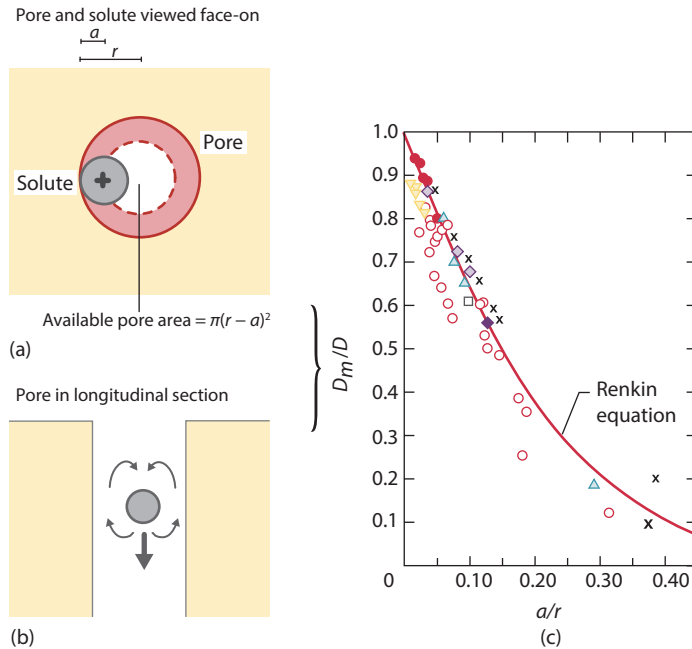 Pore and solute viewed face-on
a
r
Pore
Solute
Available pore area = π(r – a)²
(a)
Pore in longitudinal section
(b)
1.0
0.9
0.8
0.7
0.6
0.5
0.4
0.3
0.2
0.1
Dm/D
Renkin
equation
0 0.10 0.20 0.30 0.40
a/r
(c)